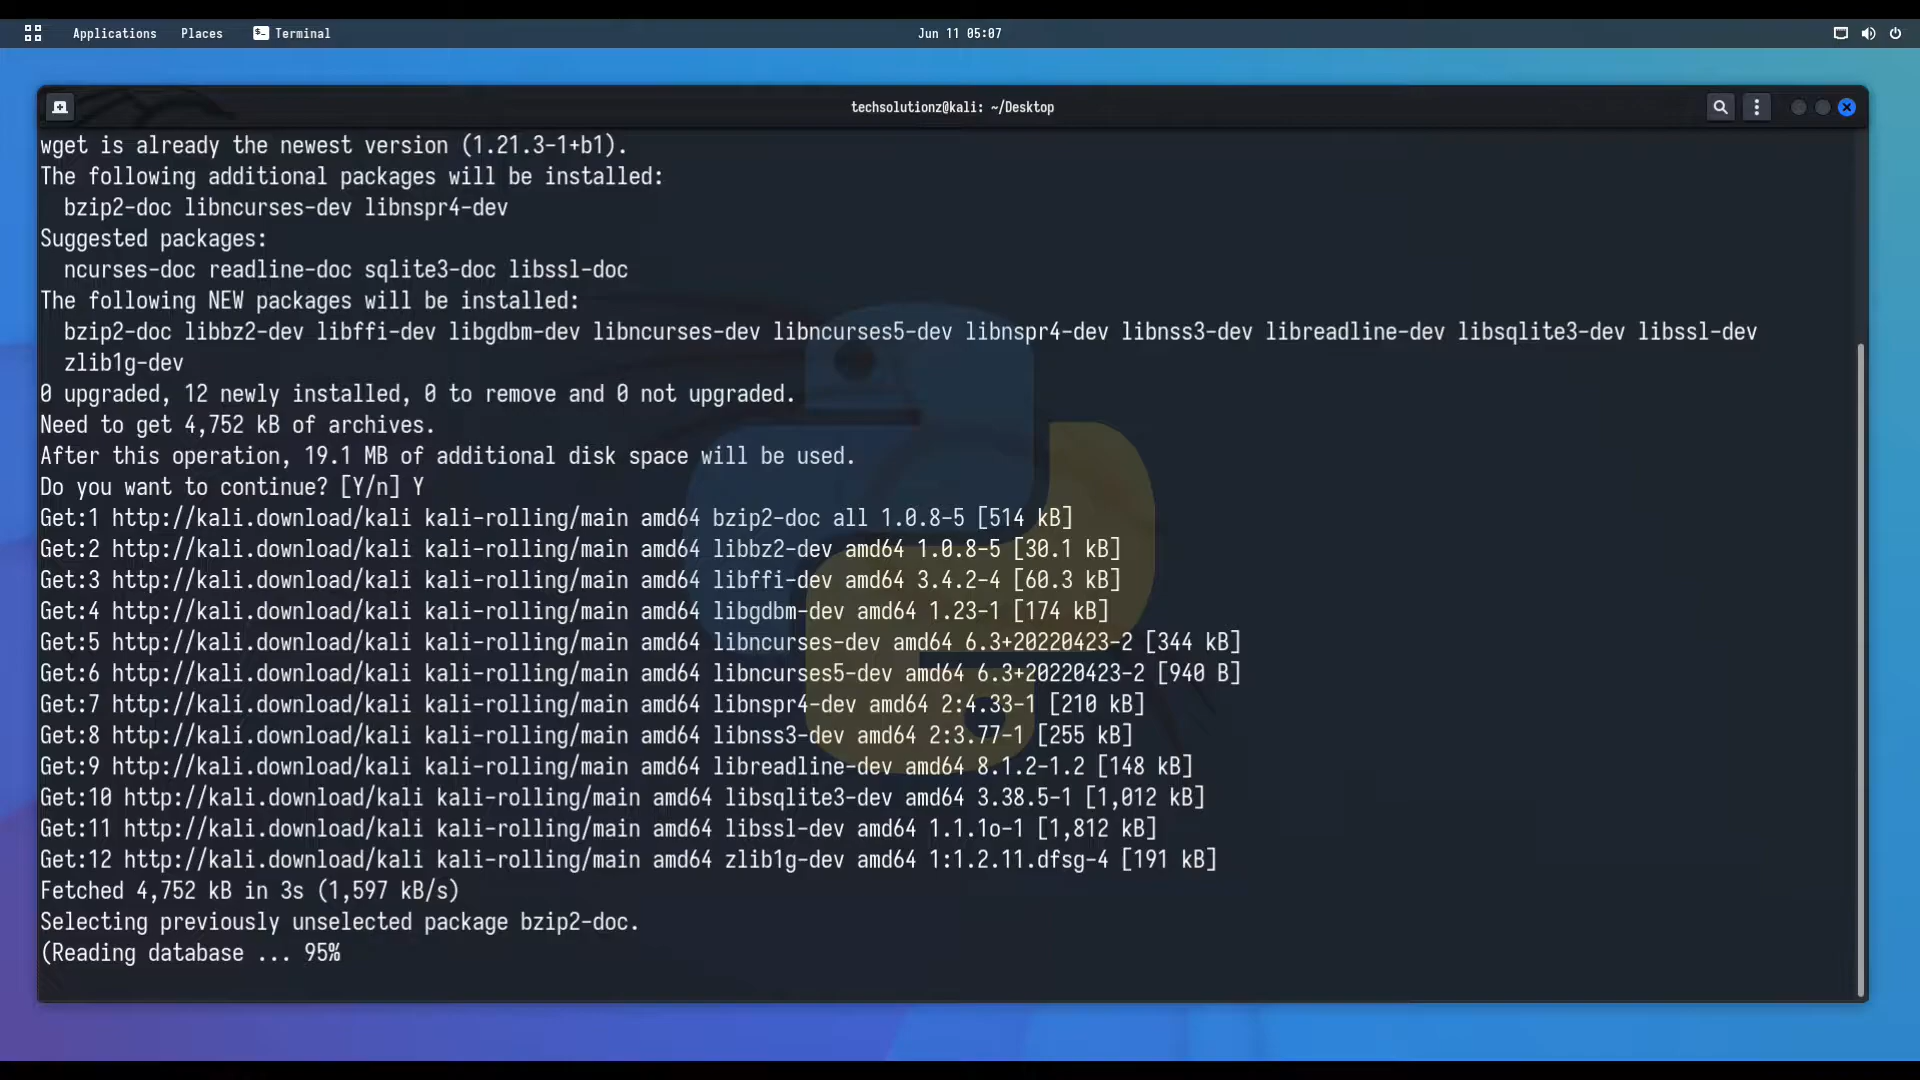 Applications Places Terminal Jun 11 05:07
techsolutionz@kali: ~/Desktop
wget is already the newest version (1.21.3-1+b1).
The following additional packages will be installed:
bzip2-doc libncurses-dev libnspr4-dev
Suggested packages:
ncurses-doc readline-doc sqlite3-doc libssl-doc
The following NEW packages will be installed:
bzip2-doc libbz2-dev libffi-dev libgdbm-dev libncurses-dev libncurses5-dev libnspr4-dev libnss3-dev libreadline-dev libsqlite3-dev libssl-dev
zlib1g-dev
0 upgraded, 12 newly installed, 0 to remove and 0 not upgraded.
Need to get 4,752 kB of archives.
After this operation, 19.1 MB of additional disk space will be used.
Do you want to continue? [Y/n] Y
Get:1 http://kali.download/kali kali-rolling/main amd64 bzip2-doc all 1.0.8-5 [514 kB]
Get:2 http://kali.download/kali kali-rolling/main amd64 libbz2-dev amd64 1.0.8-5 [30.1 kB]
Get:3 http://kali.download/kali kali-rolling/main amd64 libffi-dev amd64 3.4.2-4 [60.3 kB]
Get:4 http://kali.download/kali kali-rolling/main amd64 libgdbm-dev amd64 1.23-1 [174 kB]
Get:5 http://kali.download/kali kali-rolling/main amd64 libncurses-dev amd64 6.3+20220423-2 [344 kB]
Get:6 http://kali.download/kali kali-rolling/main amd64 libncurses5-dev amd64 6.3+20220423-2 [940 B]
Get:7 http://kali.download/kali kali-rolling/main amd64 libnspr4-dev amd64 2:4.33-1 [210 kB]
Get:8 http://kali.download/kali kali-rolling/main amd64 libnss3-dev amd64 2:3.77-1 [255 kB]
Get:9 http://kali.download/kali kali-rolling/main amd64 libreadline-dev amd64 8.1.2-1.2 [148 kB]
Get:10 http://kali.download/kali kali-rolling/main amd64 libsqlite3-dev amd64 3.38.5-1 [1,012 kB]
Get:11 http://kali.download/kali kali-rolling/main amd64 libssl-dev amd64 1.1.1o-1 [1,812 kB]
Get:12 http://kali.download/kali kali-rolling/main amd64 zlib1g-dev amd64 1:1.2.11.dfsg-4 [191 kB]
Fetched 4,752 kB in 3s (1,597 kB/s)
Selecting previously unselected package bzip2-doc.
(Reading database ... 95%